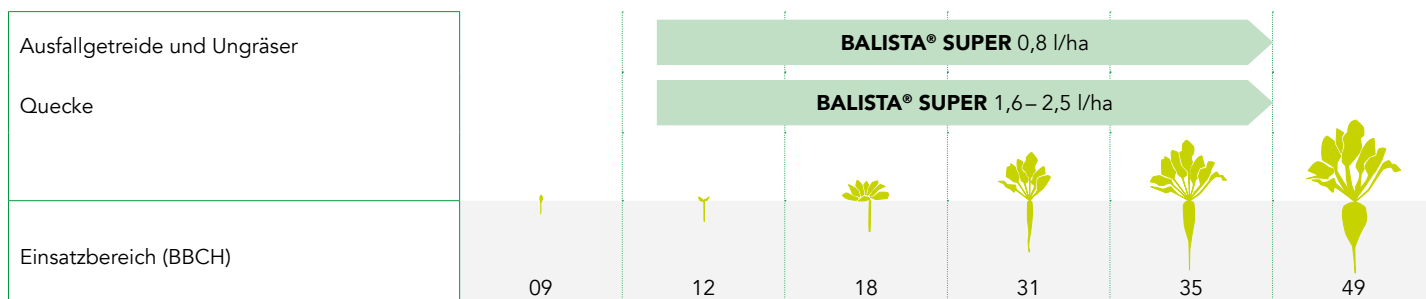 Ausfallgetreide und Ungräser
BALISTA® SUPER 0,8 l/ha
Quecke
BALISTA® SUPER 1,6 – 2,5 l/ha
Einsatzbereich (BBCH)
09 12 18 31 35 49